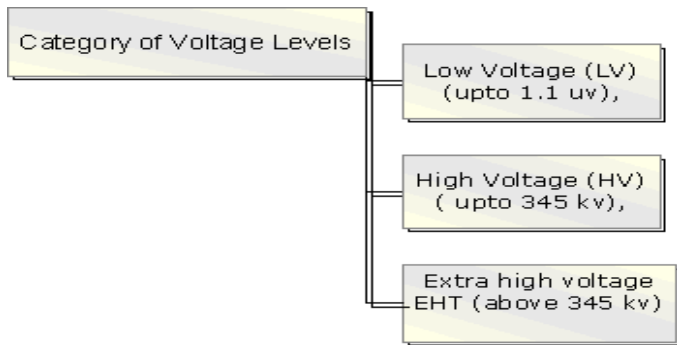 Category of Voltage Levels
Low Voltage (LV)
(upto 1.1 uv),
High Voltage (HV)
( upto 345 kv),
Extra high voltage
EHT (above 345 kv)